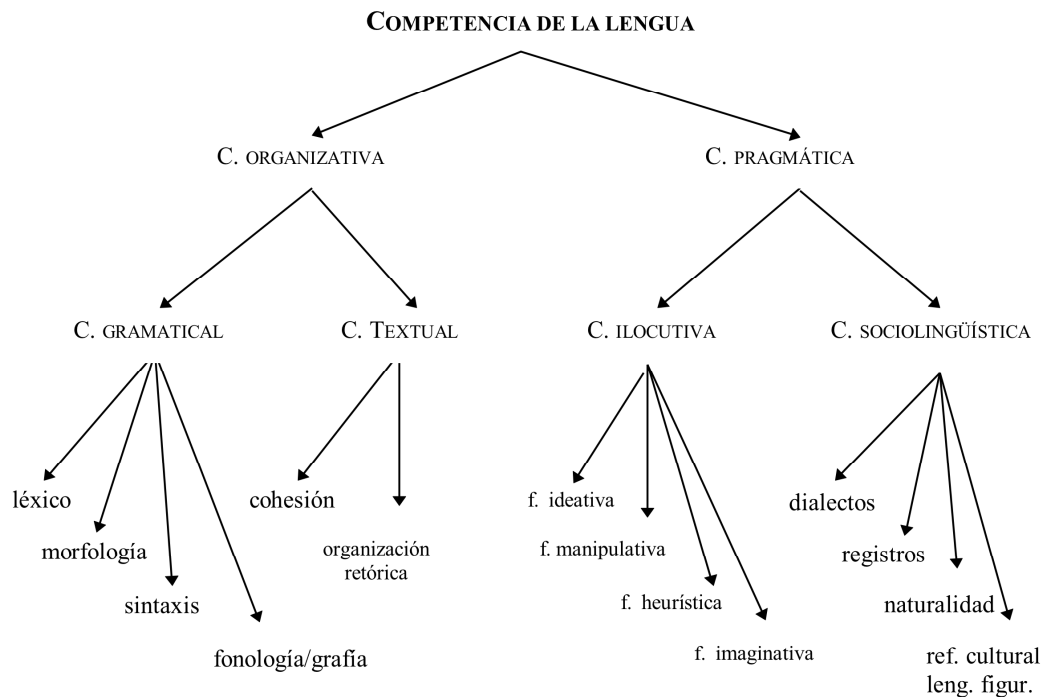 COMPETENCIA DE LA LENGUA
C. ORGANIZATIVA
C. PRAGMÁTICA
C. GRAMATICAL
C. TEXTUAL
C. ILOCUTIVA
C. SOCIOLINGÜÍSTICA
léxico
morfología
sintaxis
fonología/grafía
cohesión
organización
retórica
f. ideativa
f. manipulativa
f. heurística
f. imaginativa
dialectos
registros
naturalidad
ref. cultural
leng. figur.